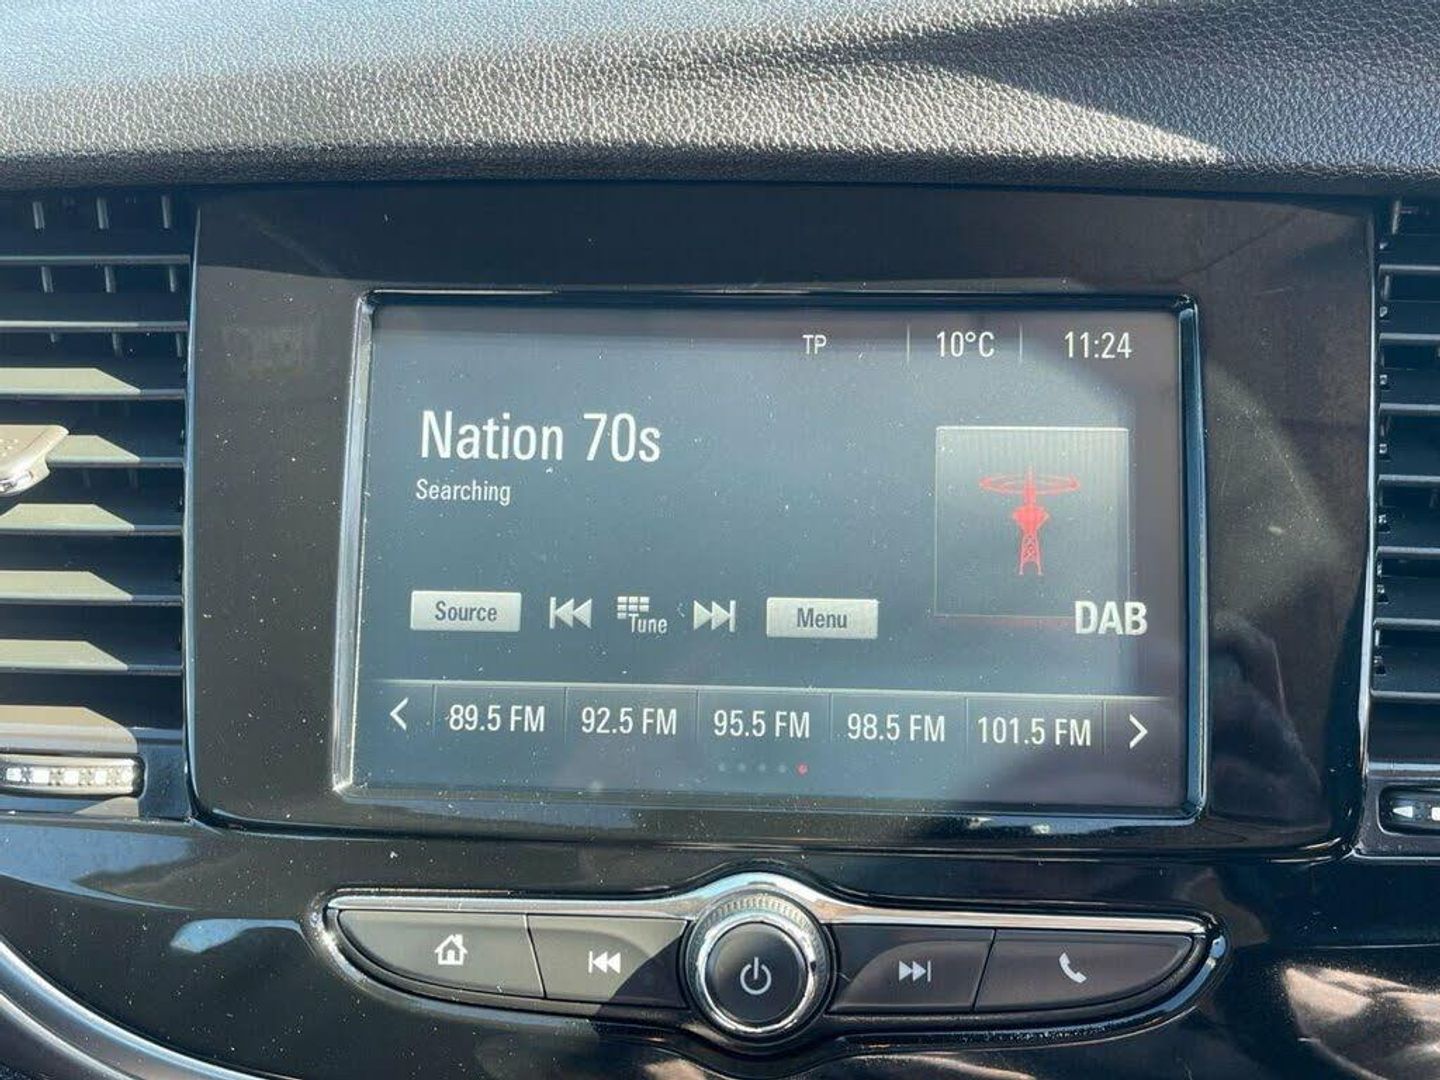 TP 10°C 11:24
Nation 70s
Searching
Source Tune Menu
DAB
89.5 FM 92.5 FM 95.5 FM 98.5 FM 101.5 FM